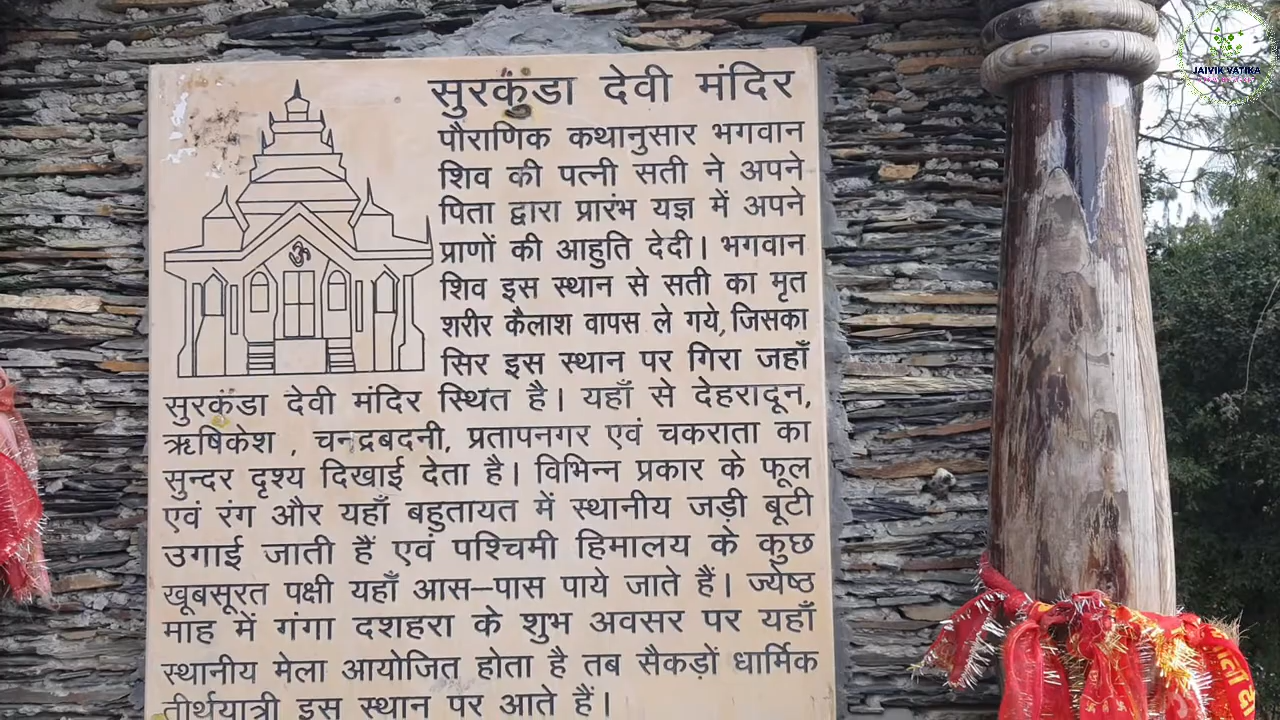 सुरकंुडा देवी मंदिर
पौराणिक कथानुसार भगवान
शिव की पत्नी सती ने अपने
पिता द्वारा प्रारंभ यज्ञ में अपने
प्राणों की आहुति देदी। भगवान
शिव इस स्थान से सती का मृत
शरीर कैलाश वापस ले गये, जिसका
सिर इस स्थान पर गिरा जहाँ
सुरकंुडा देवी मंदिर स्थित है। यहाँ से देहरादून,
ऋषिकेश , चन्द्रबदनी, प्रतापनगर एवं चकराता का
सुन्दर दृश्य दिखाई देता है। विभिन्न प्रकार के फूल
एवं रंग और यहाँ बहुतायत में स्थानीय जड़ी बूटी
उगाई जाती हैं एवं पश्चिमी हिमालय के कुछ
खूबसूरत पक्षी यहाँ आस–पास पाये जाते हैं। ज्येष्ठ
माह में गंगा दशहरा के शुभ अवसर पर यहाँ
स्थानीय मेला आयोजित होता है तब सैकड़ों धार्मिक
तीर्थयात्री इस स्थान पर आते हैं।
JAIVIK VATIKA